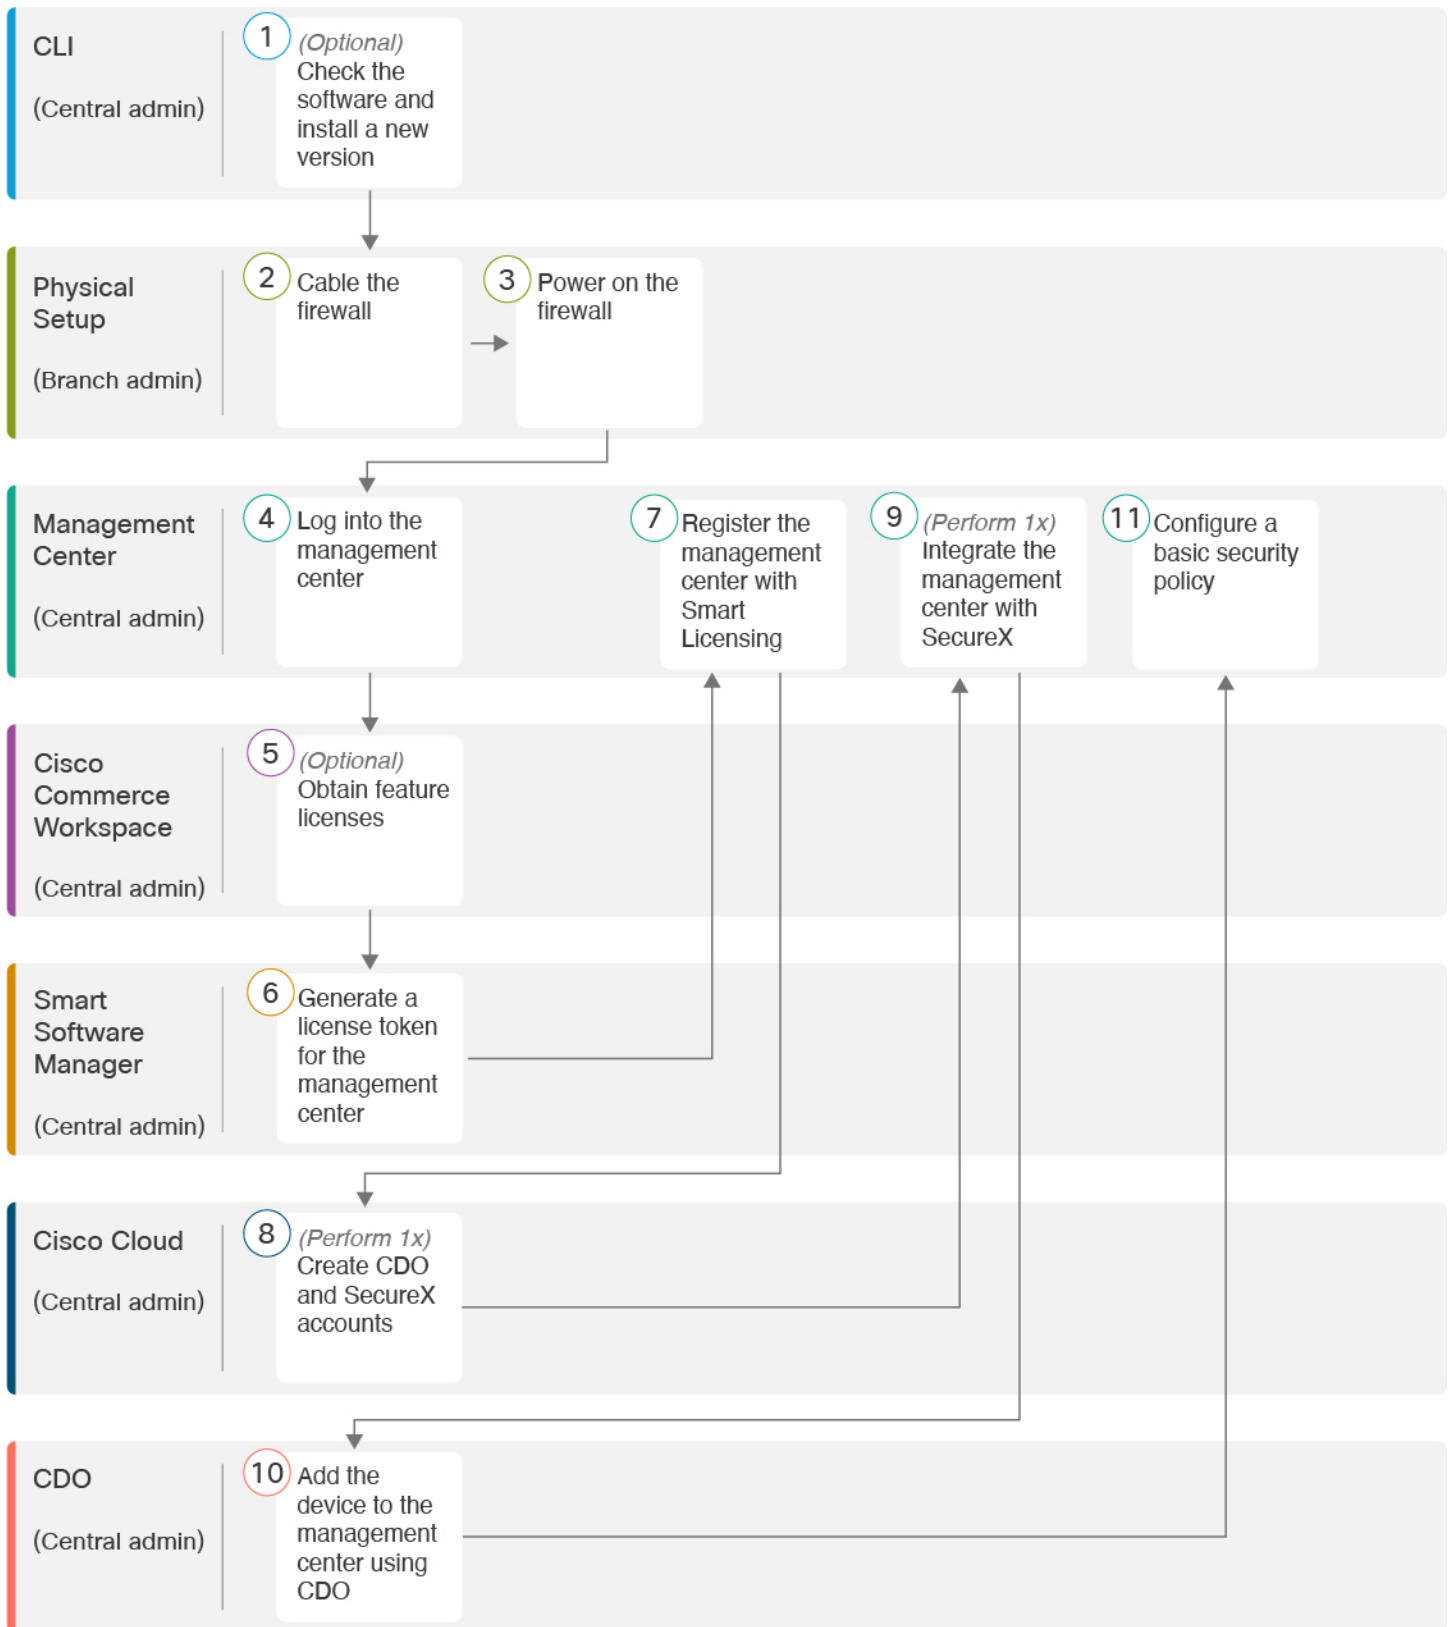 CLI
(Central admin)
1
(Optional)
Check the
software and
install a new
version
Physical
Setup
(Branch admin)
2
Cable the
firewall
3
Power on the
firewall
Management
Center
(Central admin)
4
Log into the
management
center
7
Register the
management
center with
Smart
Licensing
9
(Perform 1x)
Integrate the
management
center with
SecureX
11
Configure a
basic security
policy
Cisco
Commerce
Workspace
(Central admin)
5
(Optional)
Obtain feature
licenses
Smart
Software
Manager
(Central admin)
6
Generate a
license token
for the
management
center
Cisco Cloud
(Central admin)
8
(Perform 1x)
Create CDO
and SecureX
accounts
CDO
(Central admin)
10
Add the
device to the
management
center using
CDO